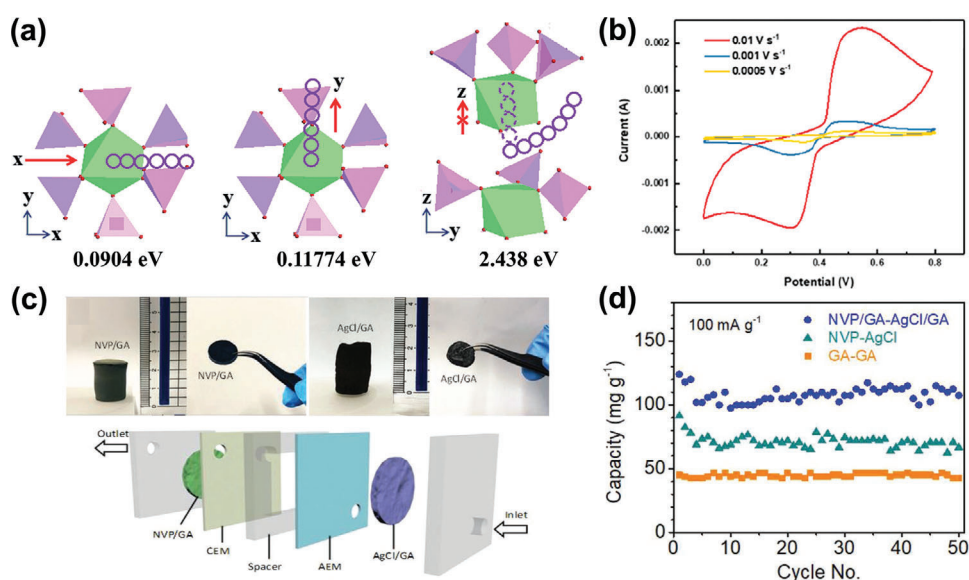 (a)
x
y
x
0.0904 eV
y
y
x
0.11774 eV
z
z
y
2.438 eV
(b)
0.01 V s⁻¹
0.001 V s⁻¹
0.0005 V s⁻¹
Current (A)
0.002
0.001
0.000
-0.001
-0.002
0.0 0.2 0.4 0.6 0.8
Potential (V)
(c)
NVP/GA
NVP/GA
AgCl/GA
AgCl/GA
Outlet
NVP/GA
CEM
Spacer
AEM
AgCl/GA
Inlet
(d)
100 mA g⁻¹
NVP/GA-AgCl/GA
NVP-AgCl
GA-GA
Capacity (mg g⁻¹)
150
100
50
0
0 10 20 30 40 50
Cycle No.